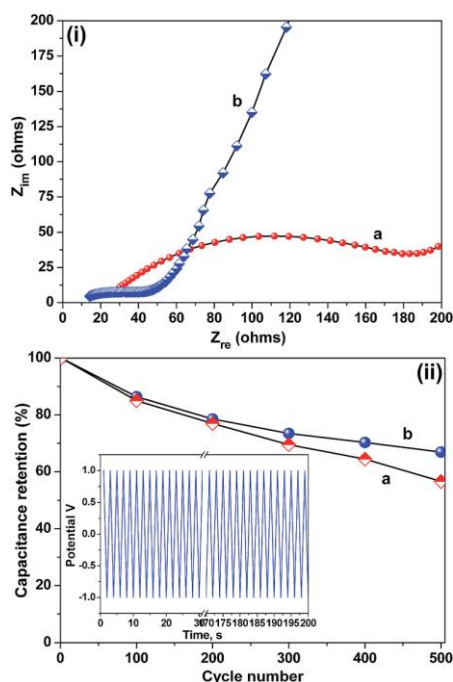 (i)
200
175
150
125
100
75
50
25
0
Z_im (ohms)
b
a
0 20 40 60 80 100 120 140 160 180 200
Z_re (ohms)
(ii)
100
80
60
40
20
0
Capacitance retention (%)
b
a
1.0
0.5
0.0
-0.5
-1.0
Potential V
0 10 20 30 170 175 180 185 190 195 200
Time, s
0 100 200 300 400 500
Cycle number